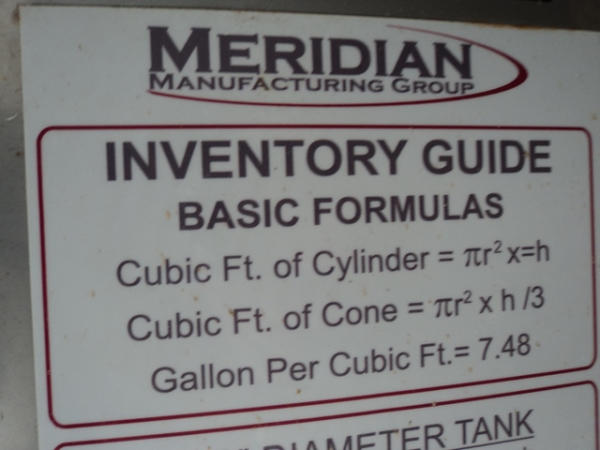 MERIDIAN
MANUFACTURING GROUP
INVENTORY GUIDE
BASIC FORMULAS
Cubic Ft. of Cylinder = πr² x=h
Cubic Ft. of Cone = πr² x h /3
Gallon Per Cubic Ft.= 7.48
DIAMETER TANK